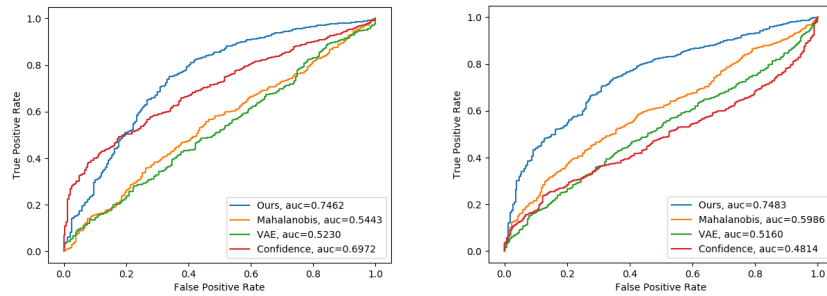 1.0
0.8
0.6
0.4
0.2
0.0
True Positive Rate
0.0 0.2 0.4 0.6 0.8 1.0
False Positive Rate
Ours, auc=0.7462
Mahalanobis, auc=0.5443
VAE, auc=0.5230
Confidence, auc=0.6972
1.0
0.8
0.6
0.4
0.2
0.0
True Positive Rate
0.0 0.2 0.4 0.6 0.8 1.0
False Positive Rate
Ours, auc=0.7483
Mahalanobis, auc=0.5986
VAE, auc=0.5160
Confidence, auc=0.4814